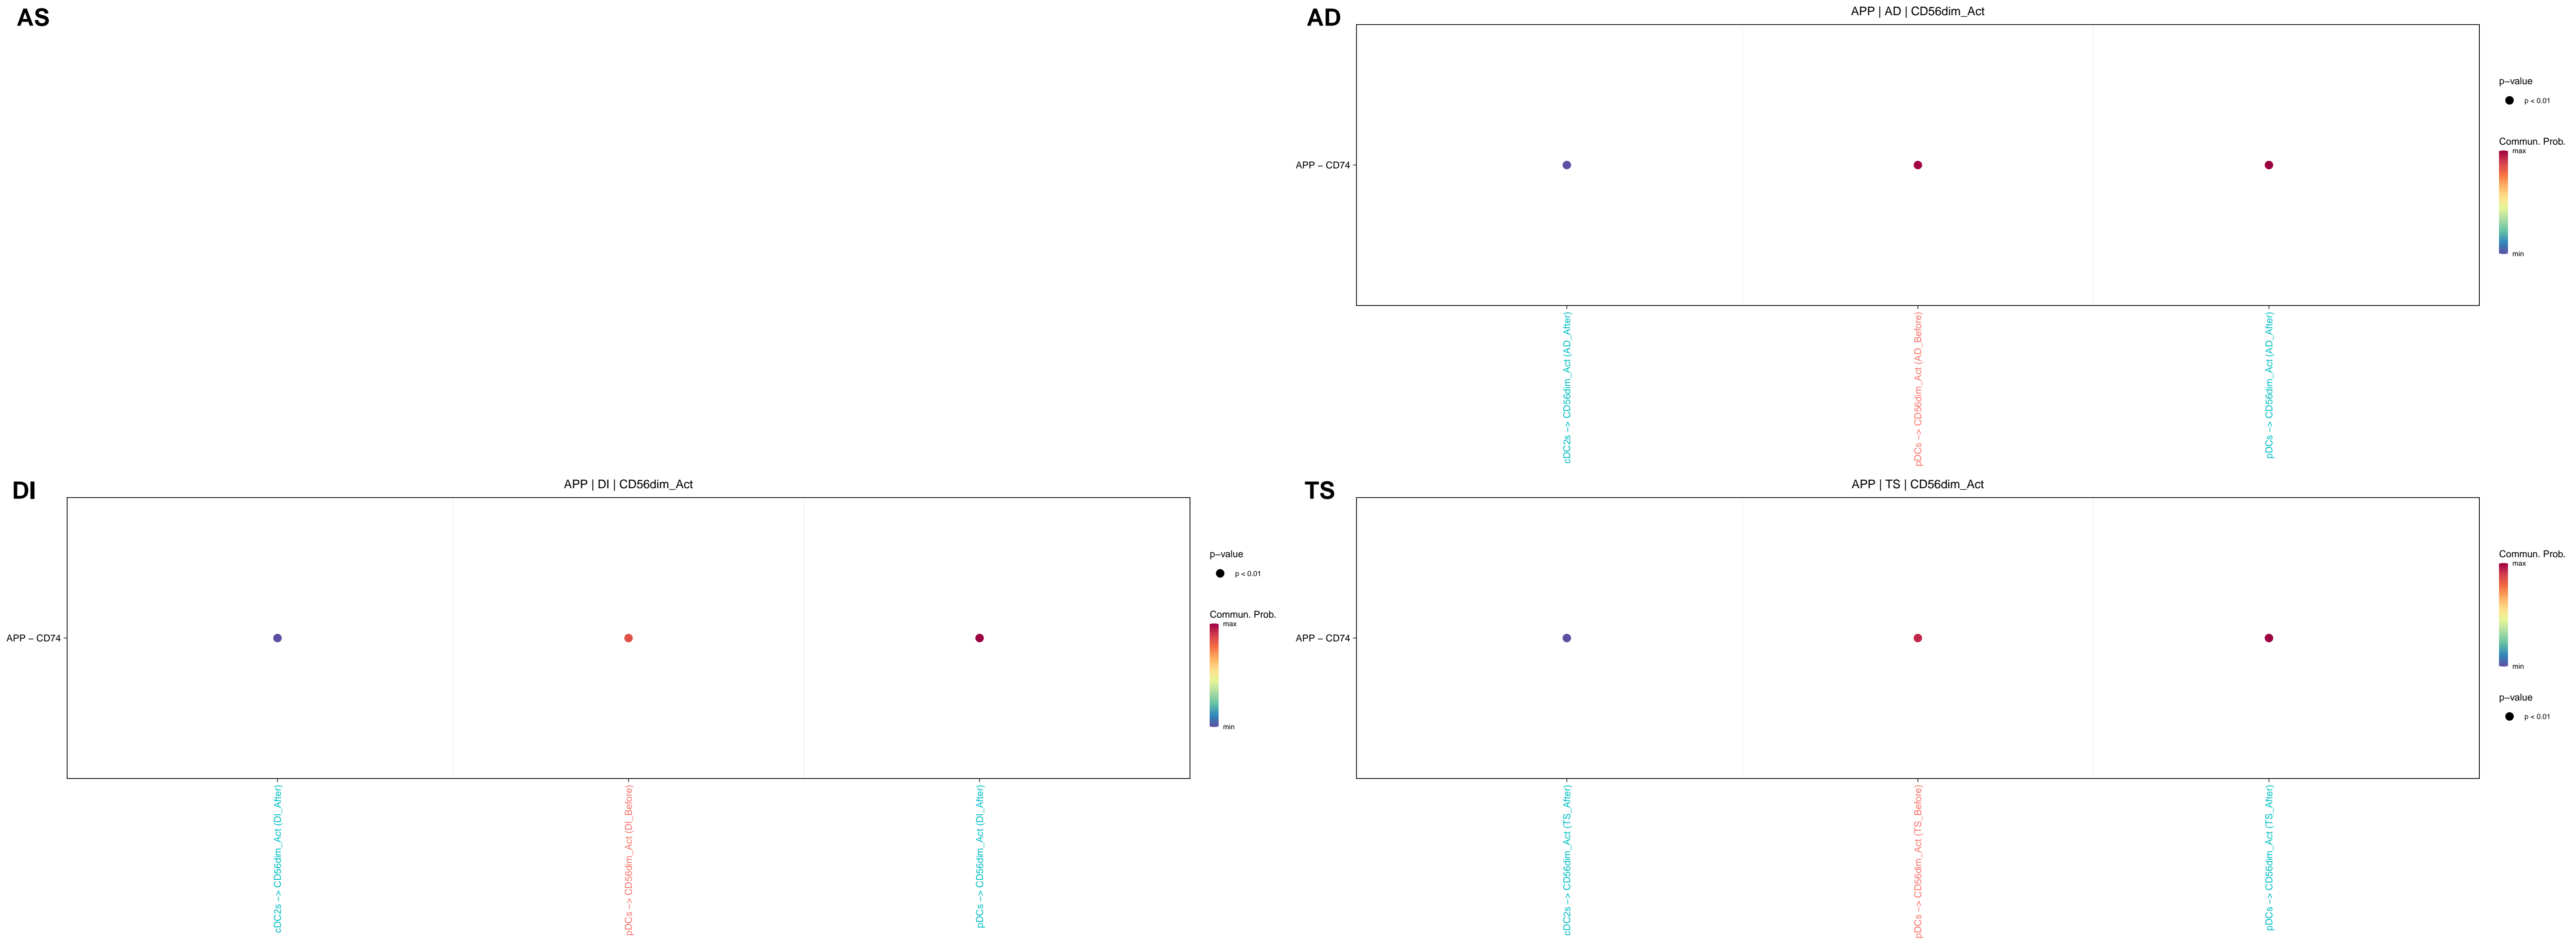 AS
AD
APP | AD | CD56dim_Act
APP − CD74
cDC2s −> CD56dim_Act (AD_After)
pDCs −> CD56dim_Act (AD_Before)
pDCs −> CD56dim_Act (AD_After)
p−value
p < 0.01
Commun. Prob.
max
min
DI
APP | DI | CD56dim_Act
APP − CD74
cDC2s −> CD56dim_Act (DI_After)
pDCs −> CD56dim_Act (DI_Before)
pDCs −> CD56dim_Act (DI_After)
p−value
p < 0.01
Commun. Prob.
max
min
TS
APP | TS | CD56dim_Act
APP − CD74
cDC2s −> CD56dim_Act (TS_After)
pDCs −> CD56dim_Act (TS_Before)
pDCs −> CD56dim_Act (TS_After)
Commun. Prob.
max
min
p−value
p < 0.01